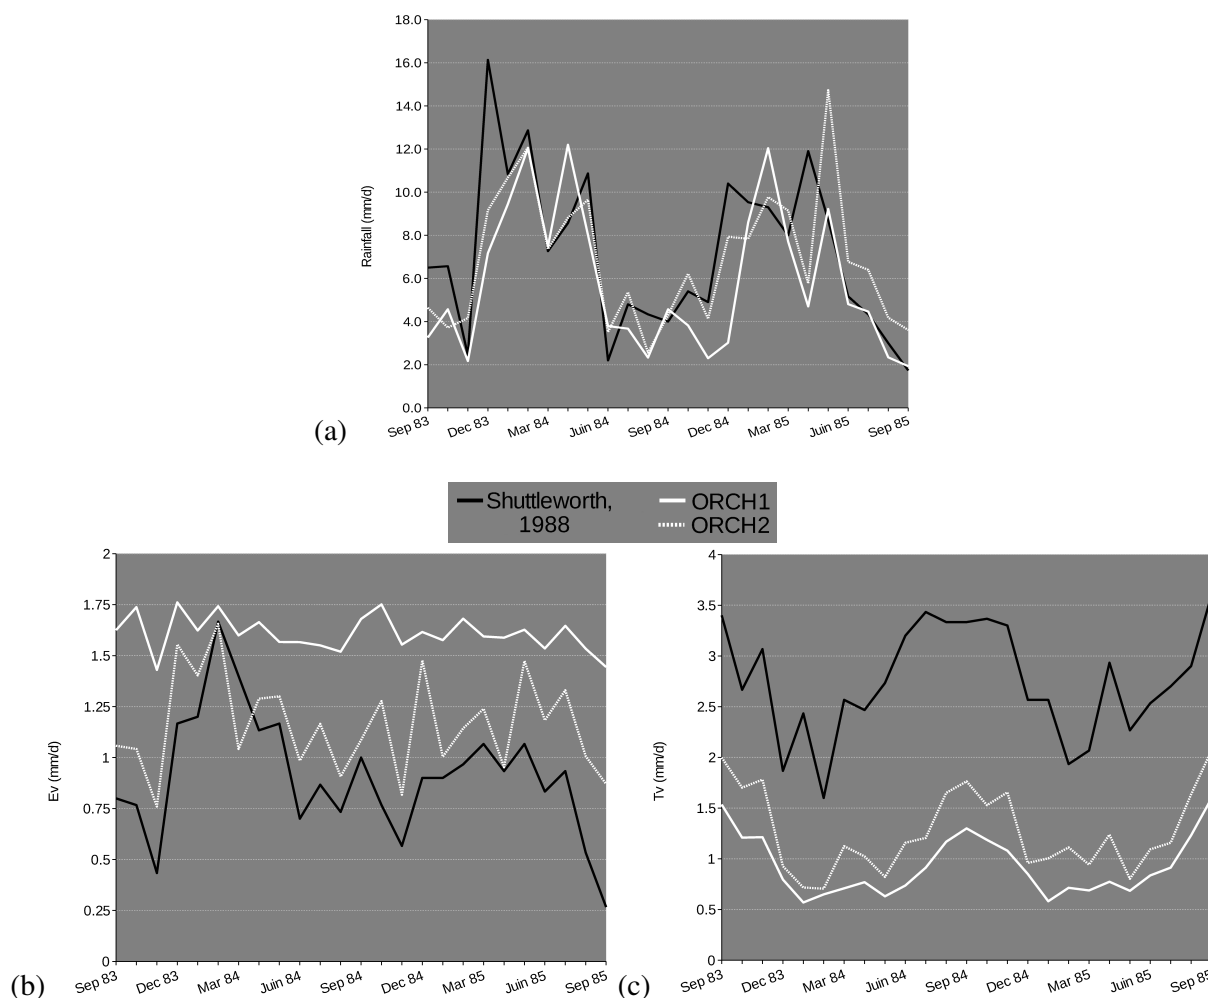 18.0
16.0
14.0
12.0
10.0
8.0
6.0
4.0
2.0
0.0
Rainfall (mm/d)
Sep 83 Dec 83 Mar 84 Juin 84 Sep 84 Dec 84 Mar 85 Juin 85 Sep 85
(a)
Shuttleworth, 1988
ORCH1
ORCH2
2
1.75
1.5
1.25
1
0.75
0.5
0.25
0
Ev (mm/d)
Sep 83 Dec 83 Mar 84 Juin 84 Sep 84 Dec 84 Mar 85 Juin 85 Sep 85
(b)
4
3.5
3
2.5
2
1.5
1
0.5
0
Tv (mm/d)
Sep 83 Dec 83 Mar 84 Juin 84 Sep 84 Dec 84 Mar 85 Juin 85 Sep 85
(c)